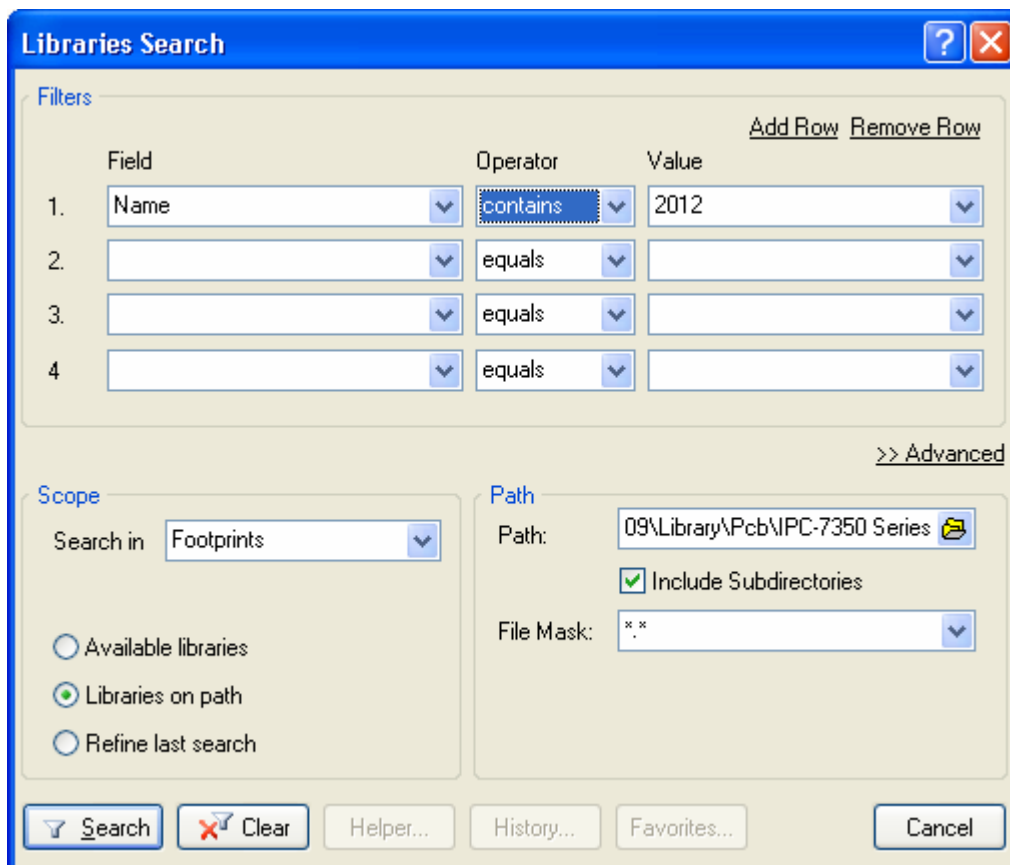 Libraries Search
Filters
Add Row Remove Row
Field Operator Value
1. Name contains 2012
2. equals
3. equals
4 equals
>> Advanced
Scope
Search in Footprints
Available libraries
Libraries on path
Refine last search
Path
Path: 09\Library\Pcb\IPC-7350 Series
Include Subdirectories
File Mask: *.*
Search Clear Helper... History... Favorites... Cancel